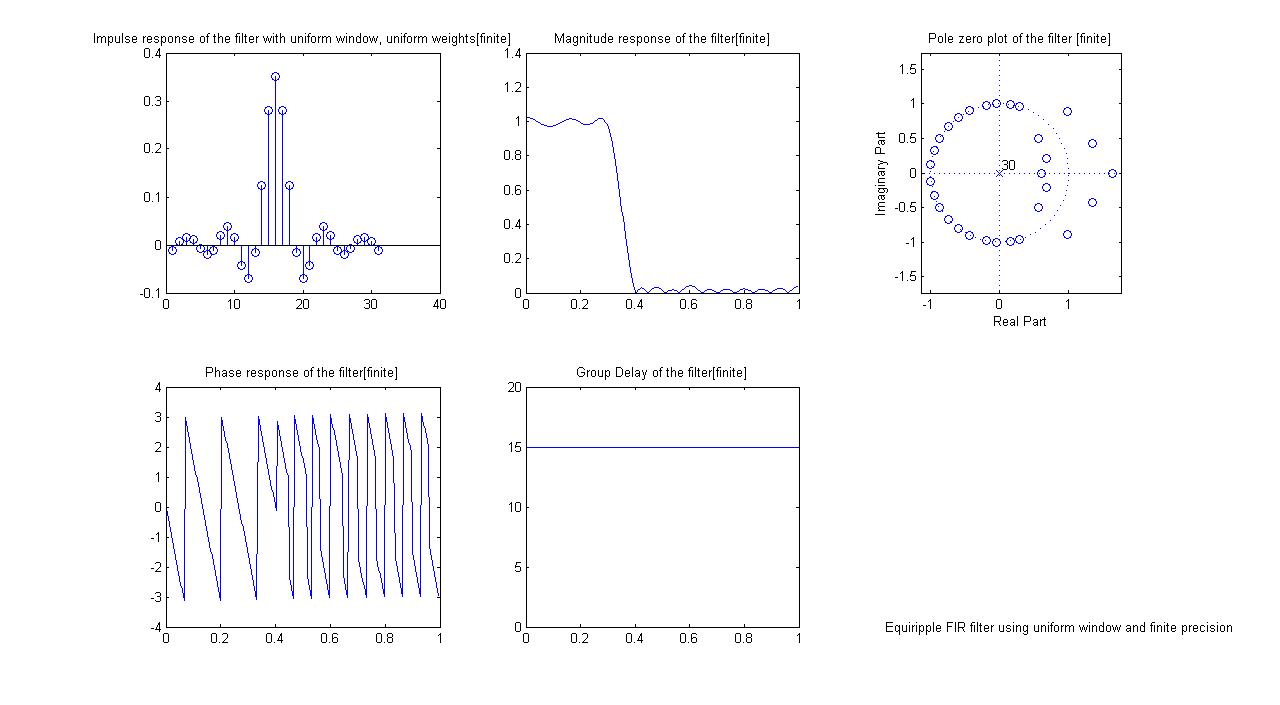 Impulse response of the filter with uniform window, uniform weights[finite]
0.4
0.3
0.2
0.1
0
-0.1
0 10 20 30 40
Magnitude response of the filter[finite]
1.4
1.2
1
0.8
0.6
0.4
0.2
0
0 0.2 0.4 0.6 0.8 1
Pole zero plot of the filter [finite]
Imaginary Part
1.5
1
0.5
0
-0.5
-1
-1.5
30
-1 0 1
Real Part
Phase response of the filter[finite]
4
3
2
1
0
-1
-2
-3
-4
0 0.2 0.4 0.6 0.8 1
Group Delay of the filter[finite]
20
15
10
5
0
0 0.2 0.4 0.6 0.8 1
Equiripple FIR filter using uniform window and finite precision